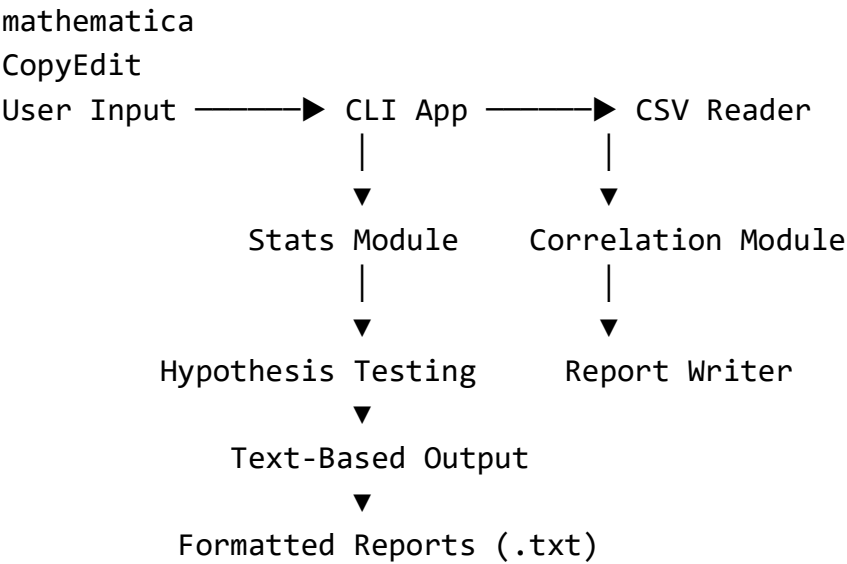 mathematica
CopyEdit
User Input ──────▶ CLI App ──────▶ CSV Reader
│ │
▼ ▼
Stats Module Correlation Module
│ │
▼ ▼
Hypothesis Testing Report Writer
▼
Text-Based Output
▼
Formatted Reports (.txt)